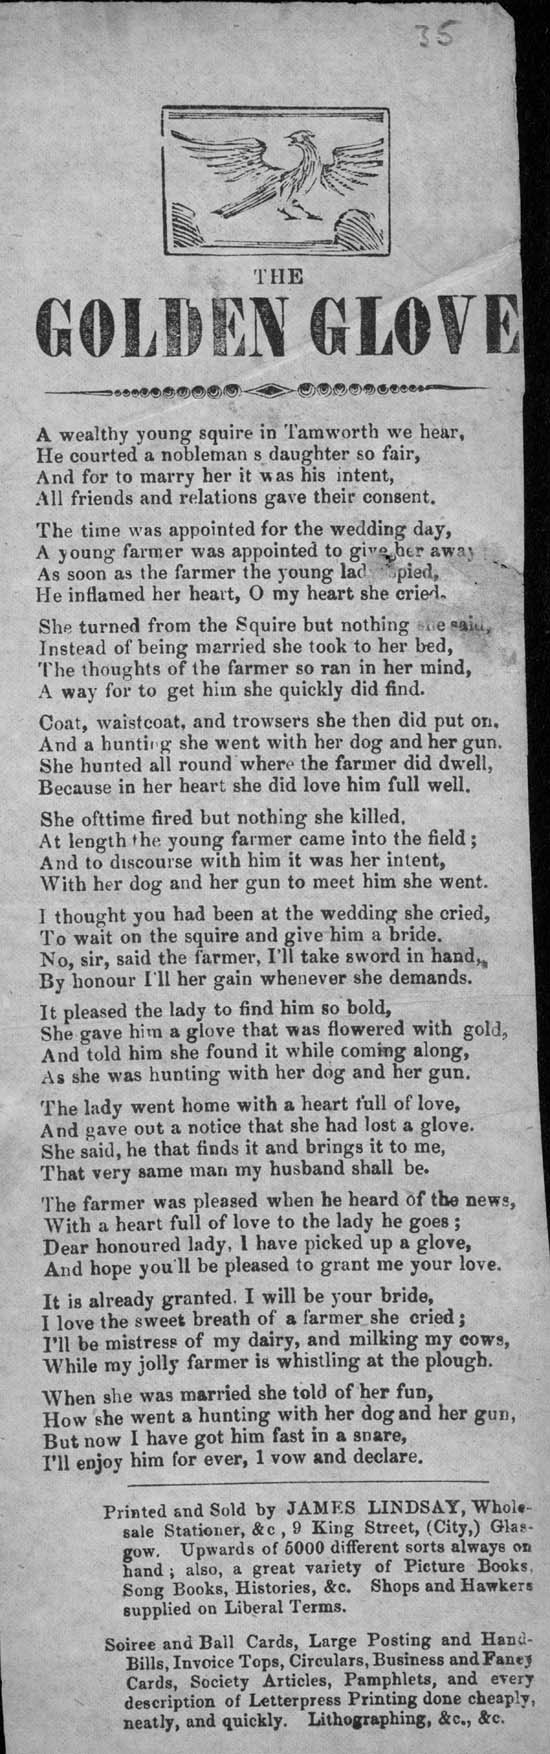 35
THE
GOLDEN GLOVE
A wealthy young squire in Tamworth we hear,
He courted a nobleman s daughter so fair,
And for to marry her it was his intent,
All friends and relations gave their consent.
The time was appointed for the wedding day,
A young farmer was appointed to give her away
As soon as the farmer the young
He inflamed her heart, O my heart she cried.
She turned from the Squire but nothing she said,
Instead of being married she took to her bed,
The thoughts of the farmer so ran in her mind,
A way for to get him she quickly did find.
Coat, waistcoat, and trowsers she then did put on,
And a hunting she went with her dog and her gun.
She hunted all round where the farmer did dwell,
Because in her heart she did love him full well.
She ofttime fired but nothing she killed,
At length the young farmer came into the field ;
And to discourse with him it was her intent,
With her dog and her gun to meet him she went.
I thought you had been at the wedding she cried,
To wait on the squire and give him a bride.
No, sir, said the farmer, I'll take sword in hand,
By honour I'll her gain whenever she demands.
It pleased the lady to find him so bold,
She gave him a glove that was flowered with gold,
And told him she found it while coming along,
As she was hunting with her dog and her gun.
The lady went home with a heart full of love,
And gave out a notice that she had lost a glove.
She said, he that finds it and brings it to me,
That very same man my husband shall be.
The farmer was pleased when he heard of the news,
With a heart full of love to the lady he goes ;
Dear honoured lady, I have picked up a glove,
And hope you'll be pleased to grant me your love.
It is already granted. I will be your bride,
I love the sweet breath of a farmer she cried ;
I'll be mistress of my dairy, and milking my cows,
While my jolly farmer is whistling at the plough.
When she was married she told of her fun,
How she went a hunting with her dog and her gun,
But now I have got him fast in a snare,
I'll enjoy him for ever, I vow and declare.
Printed and Sold by JAMES LINDSAY, Whole-
sale Stationer, &c , 9 King Street, (City,) Glas-
gow. Upwards of 5000 different sorts always on
hand ; also, a great variety of Picture Books,
Song Books, Histories, &c. Shops and Hawkers
supplied on Liberal Terms.
Soiree and Ball Cards, Large Posting and Hand-
Bills, Invoice Tops, Circulars, Business and Fancy
Cards, Society Articles, Pamphlets, and every
description of Letterpress Printing done cheaply,
neatly, and quickly. Lithographing, &c., &c.